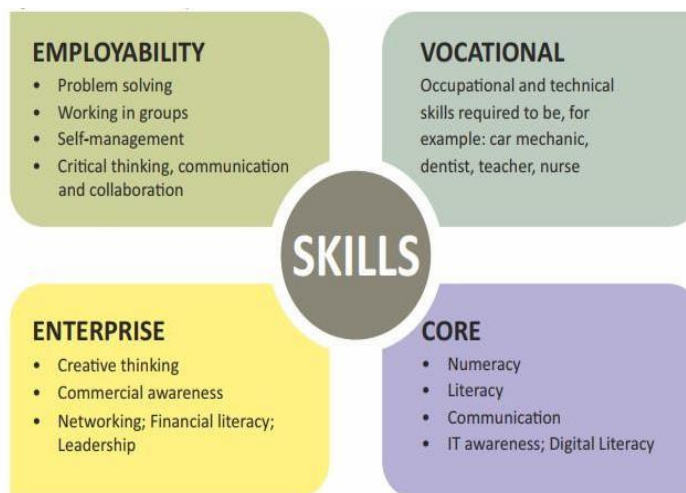 EMPLOYABILITY
• Problem solving
• Working in groups
• Self-management
• Critical thinking, communication
and collaboration
VOCATIONAL
Occupational and technical
skills required to be, for
example: car mechanic,
dentist, teacher, nurse
SKILLS
ENTERPRISE
• Creative thinking
• Commercial awareness
• Networking; Financial literacy;
Leadership
CORE
• Numeracy
• Literacy
• Communication
• IT awareness; Digital Literacy